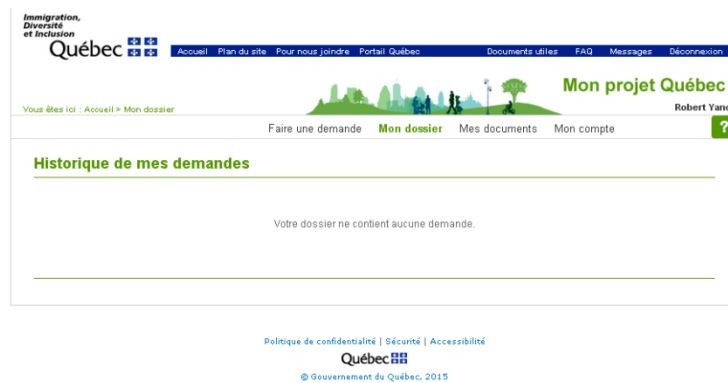 Immigration,
Diversité
et Inclusion
Québec
Accueil Plan du site Pour nous joindre Portail Québec Documents utiles FAQ Messages Déconnexion
Mon projet Québec
Vous êtes ici : Accueil > Mon dossier
Robert Yano
Faire une demande Mon dossier Mes documents Mon compte ?
Historique de mes demandes
Votre dossier ne contient aucune demande.
Politique de confidentialité | Sécurité | Accessibilité
Québec
© Gouvernement du Québec, 2015